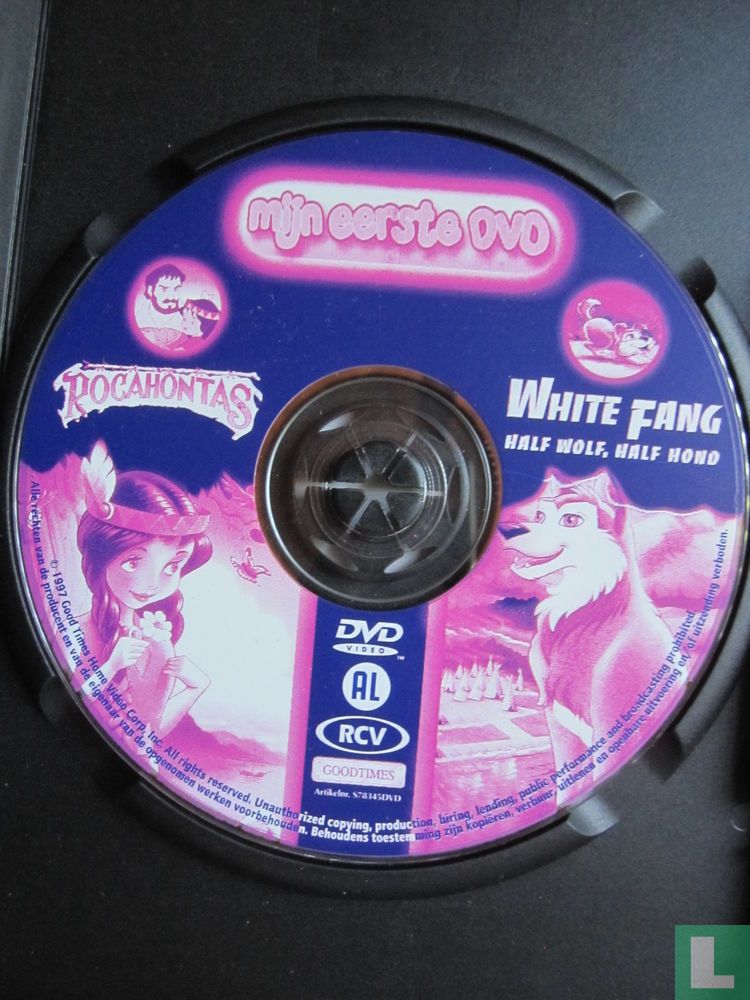 mijn eerste DVD
POCAHONTAS
WHITE FANG
HALF WOLF, HALF HOND
DVD
VIDEO
TM
AL
RCV
GOODTIMES
Artikelnr. S78345DVD
© 1997 Good Times Home Video Corp, Inc. All rights reserved. Unauthorized copying, production, hiring, lending, public performance and broadcasting prohibited.
Alle rechten van de producent en van de eigenaar van de opgenomen werken voorbehouden. Behoudens toestemming zijn kopiëren, verhuur, uitlenen en openbare uitvoering en/of uitzending verboden.
L